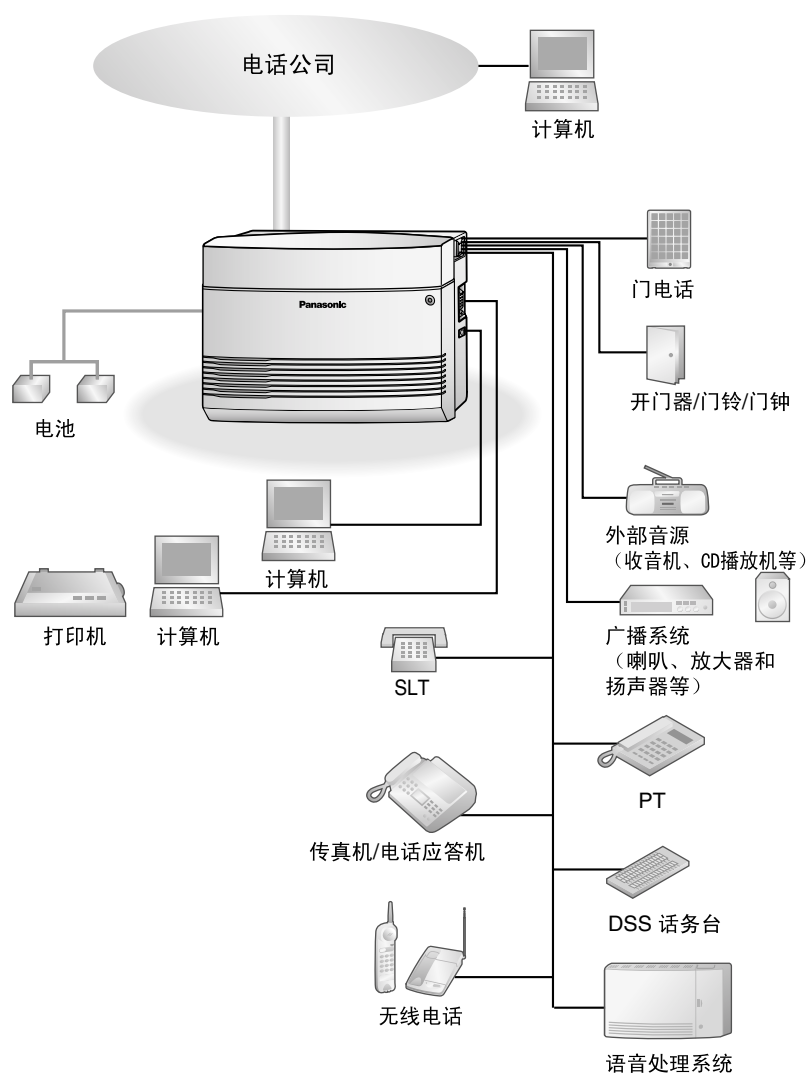 电话公司
计算机
门电话
Panasonic
开门器/门铃/门钟
电池
外部音源
（收音机、CD播放机等）
计算机
打印机
计算机
广播系统
（喇叭、放大器和
扬声器等）
SLT
PT
传真机/电话应答机
DSS 话务台
无线电话
语音处理系统